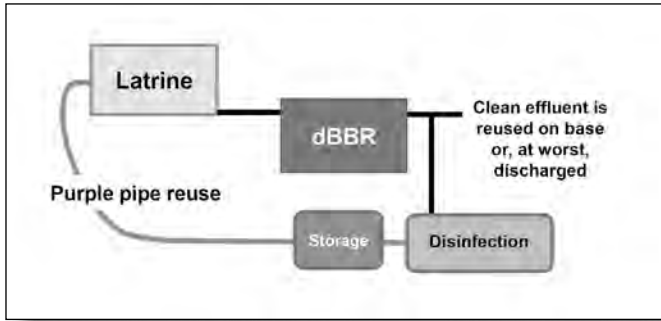 Latrine
dBBR
Clean effluent is
reused on base
or, at worst,
discharged
Purple pipe reuse
Storage
Disinfection